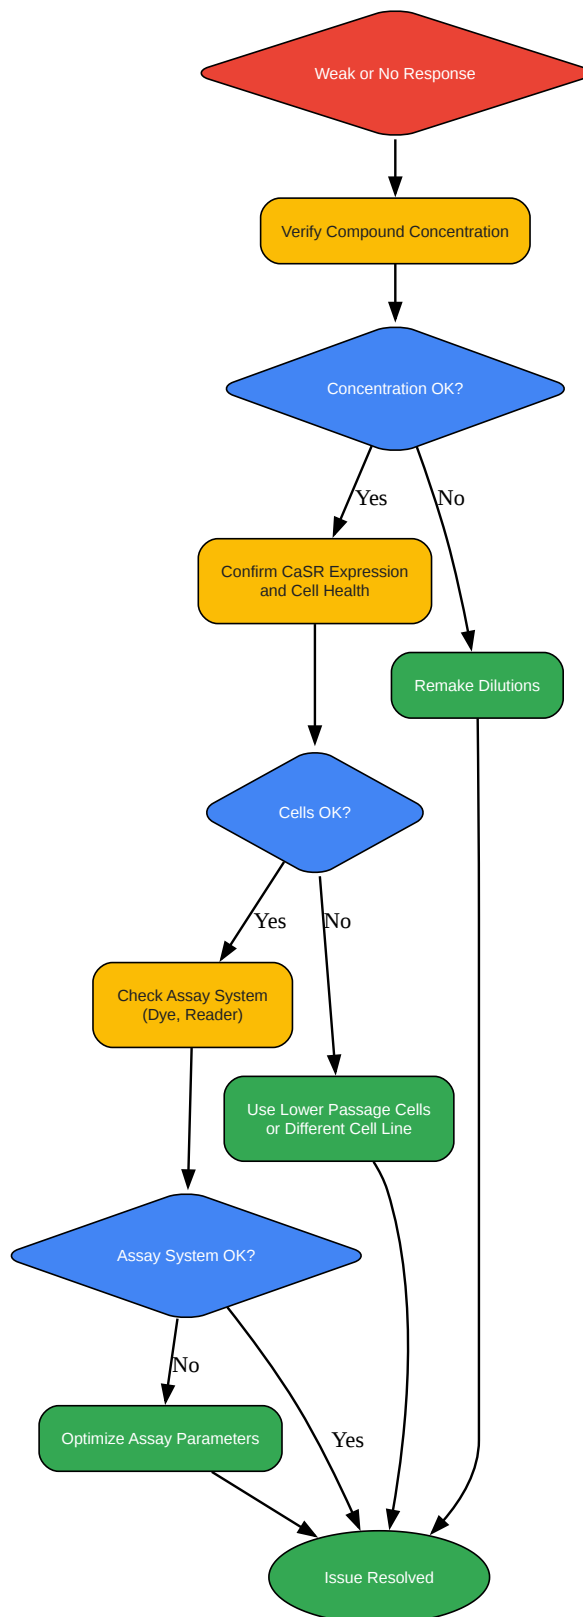 Weak or No Response
Verify Compound Concentration
Concentration OK?
Yes
No
Confirm CaSR Expression
and Cell Health
Remake Dilutions
Cells OK?
Yes
No
Check Assay System
(Dye, Reader)
Use Lower Passage Cells
or Different Cell Line
Assay System OK?
No
Optimize Assay Parameters
Yes
Issue Resolved